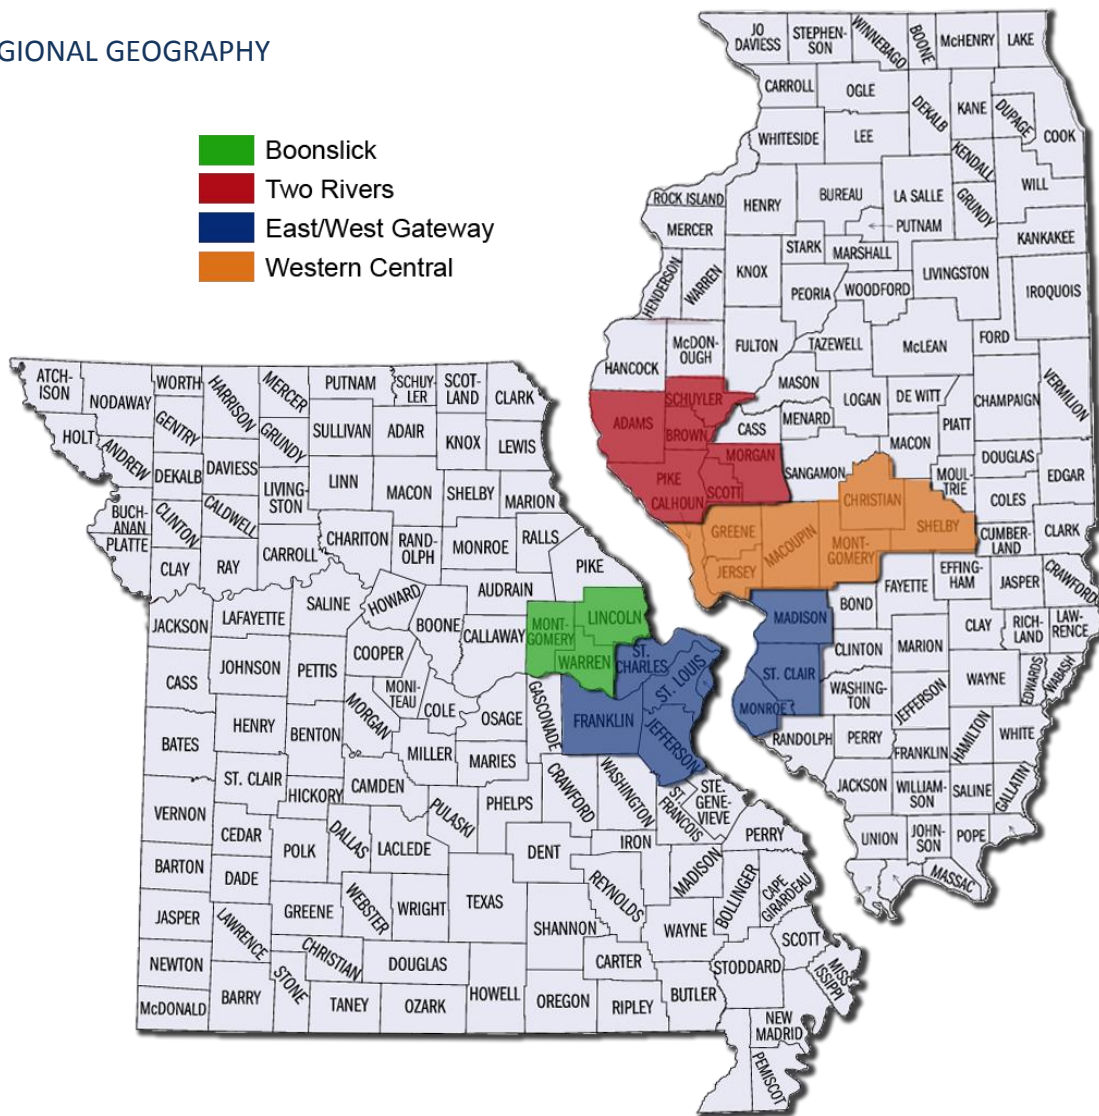 GIONAL GEOGRAPHY
Boonslick
Two Rivers
East/West Gateway
Western Central
JO
DAVIESS
STEPHEN-
SON
WINNEBAGO
BOONE
McHENRY
LAKE
CARROLL
OGLE
DEKALB
KANE
DUPAGE
COOK
WHITESIDE
LEE
KENDALL
WILL
ROCK ISLAND
HENRY
BUREAU
LA SALLE
GRUNDY
MERCER
PUTNAM
KANKAKEE
STARK
MARSHALL
HENDERSON
WARREN
KNOX
PEORIA
WOODFORD
LIVINGSTON
IROQUOIS
HANCOCK
McDON-
OUGH
FULTON
TAZEWELL
McLEAN
FORD
VERMILION
SCHUYLER
MASON
LOGAN
DE WITT
CHAMPAIGN
ADAMS
BROWN
CASS
MENARD
PIATT
MACON
MORGAN
SANGAMON
DOUGLAS
EDGAR
PIKE
SCOTT
CHRISTIAN
MOUL-
TRIE
COLES
CALHOUN
GREENE
MACOUPIN
MONT-
GOMERY
SHELBY
CUMBER-
LAND
CLARK
JERSEY
FAYETTE
EFFING-
HAM
JASPER
CRAWFORD
MADISON
BOND
CLAY
RICH-
LAND
LAW-
RENCE
CLINTON
MARION
ST. CLAIR
WASHING-
TON
JEFFERSON
WAYNE
EDWARDS
WABASH
MONROE
RANDOLPH
PERRY
FRANKLIN
HAMILTON
WHITE
JACKSON
WILLIAM-
SON
SALINE
GALLATIN
UNION
JOHN-
SON
POPE
MASSAC
ATCH-
ISON
NODAWAY
WORTH
HARRISON
MERCER
PUTNAM
SCHUY-
LER
SCOT-
LAND
CLARK
HOLT
ANDREW
GENTRY
GRUNDY
SULLIVAN
ADAIR
KNOX
LEWIS
DEKALB
DAVIESS
LIVING-
STON
LINN
MACON
SHELBY
MARION
BUCH-
ANAN
CLINTON
CALDWELL
CARROLL
CHARITON
RAND-
OLPH
MONROE
RALLS
PLATTE
CLAY
RAY
PIKE
AUDRAIN
JACKSON
LAFAYETTE
SALINE
HOWARD
BOONE
CALLAWAY
MONT-
GOMERY
LINCOLN
WARREN
ST.
CHARLES
ST. LOUIS
CASS
JOHNSON
PETTIS
COOPER
MONI-
TEAU
COLE
OSAGE
GASCONADE
FRANKLIN
JEFFERSON
BATES
HENRY
BENTON
MORGAN
MILLER
MARIES
CRAWFORD
WASHINGTON
ST.
FRANCOIS
STE.
GENE-
VIEVE
VERNON
ST. CLAIR
HICKORY
CAMDEN
PULASKI
PHELPS
IRON
PERRY
CEDAR
POLK
DALLAS
LACLEDE
DENT
REYNOLDS
MADISON
BOLLINGER
CAPE
GIRARDEAU
BARTON
DADE
GREENE
WEBSTER
WRIGHT
TEXAS
SHANNON
WAYNE
SCOTT
JASPER
LAWRENCE
CHRISTIAN
DOUGLAS
CARTER
STODDARD
MISS-
ISSIPPI
NEWTON
STONE
HOWELL
BUTLER
McDONALD
BARRY
TANEY
OZARK
OREGON
RIPLEY
NEW
MADRID
PEMISCOT